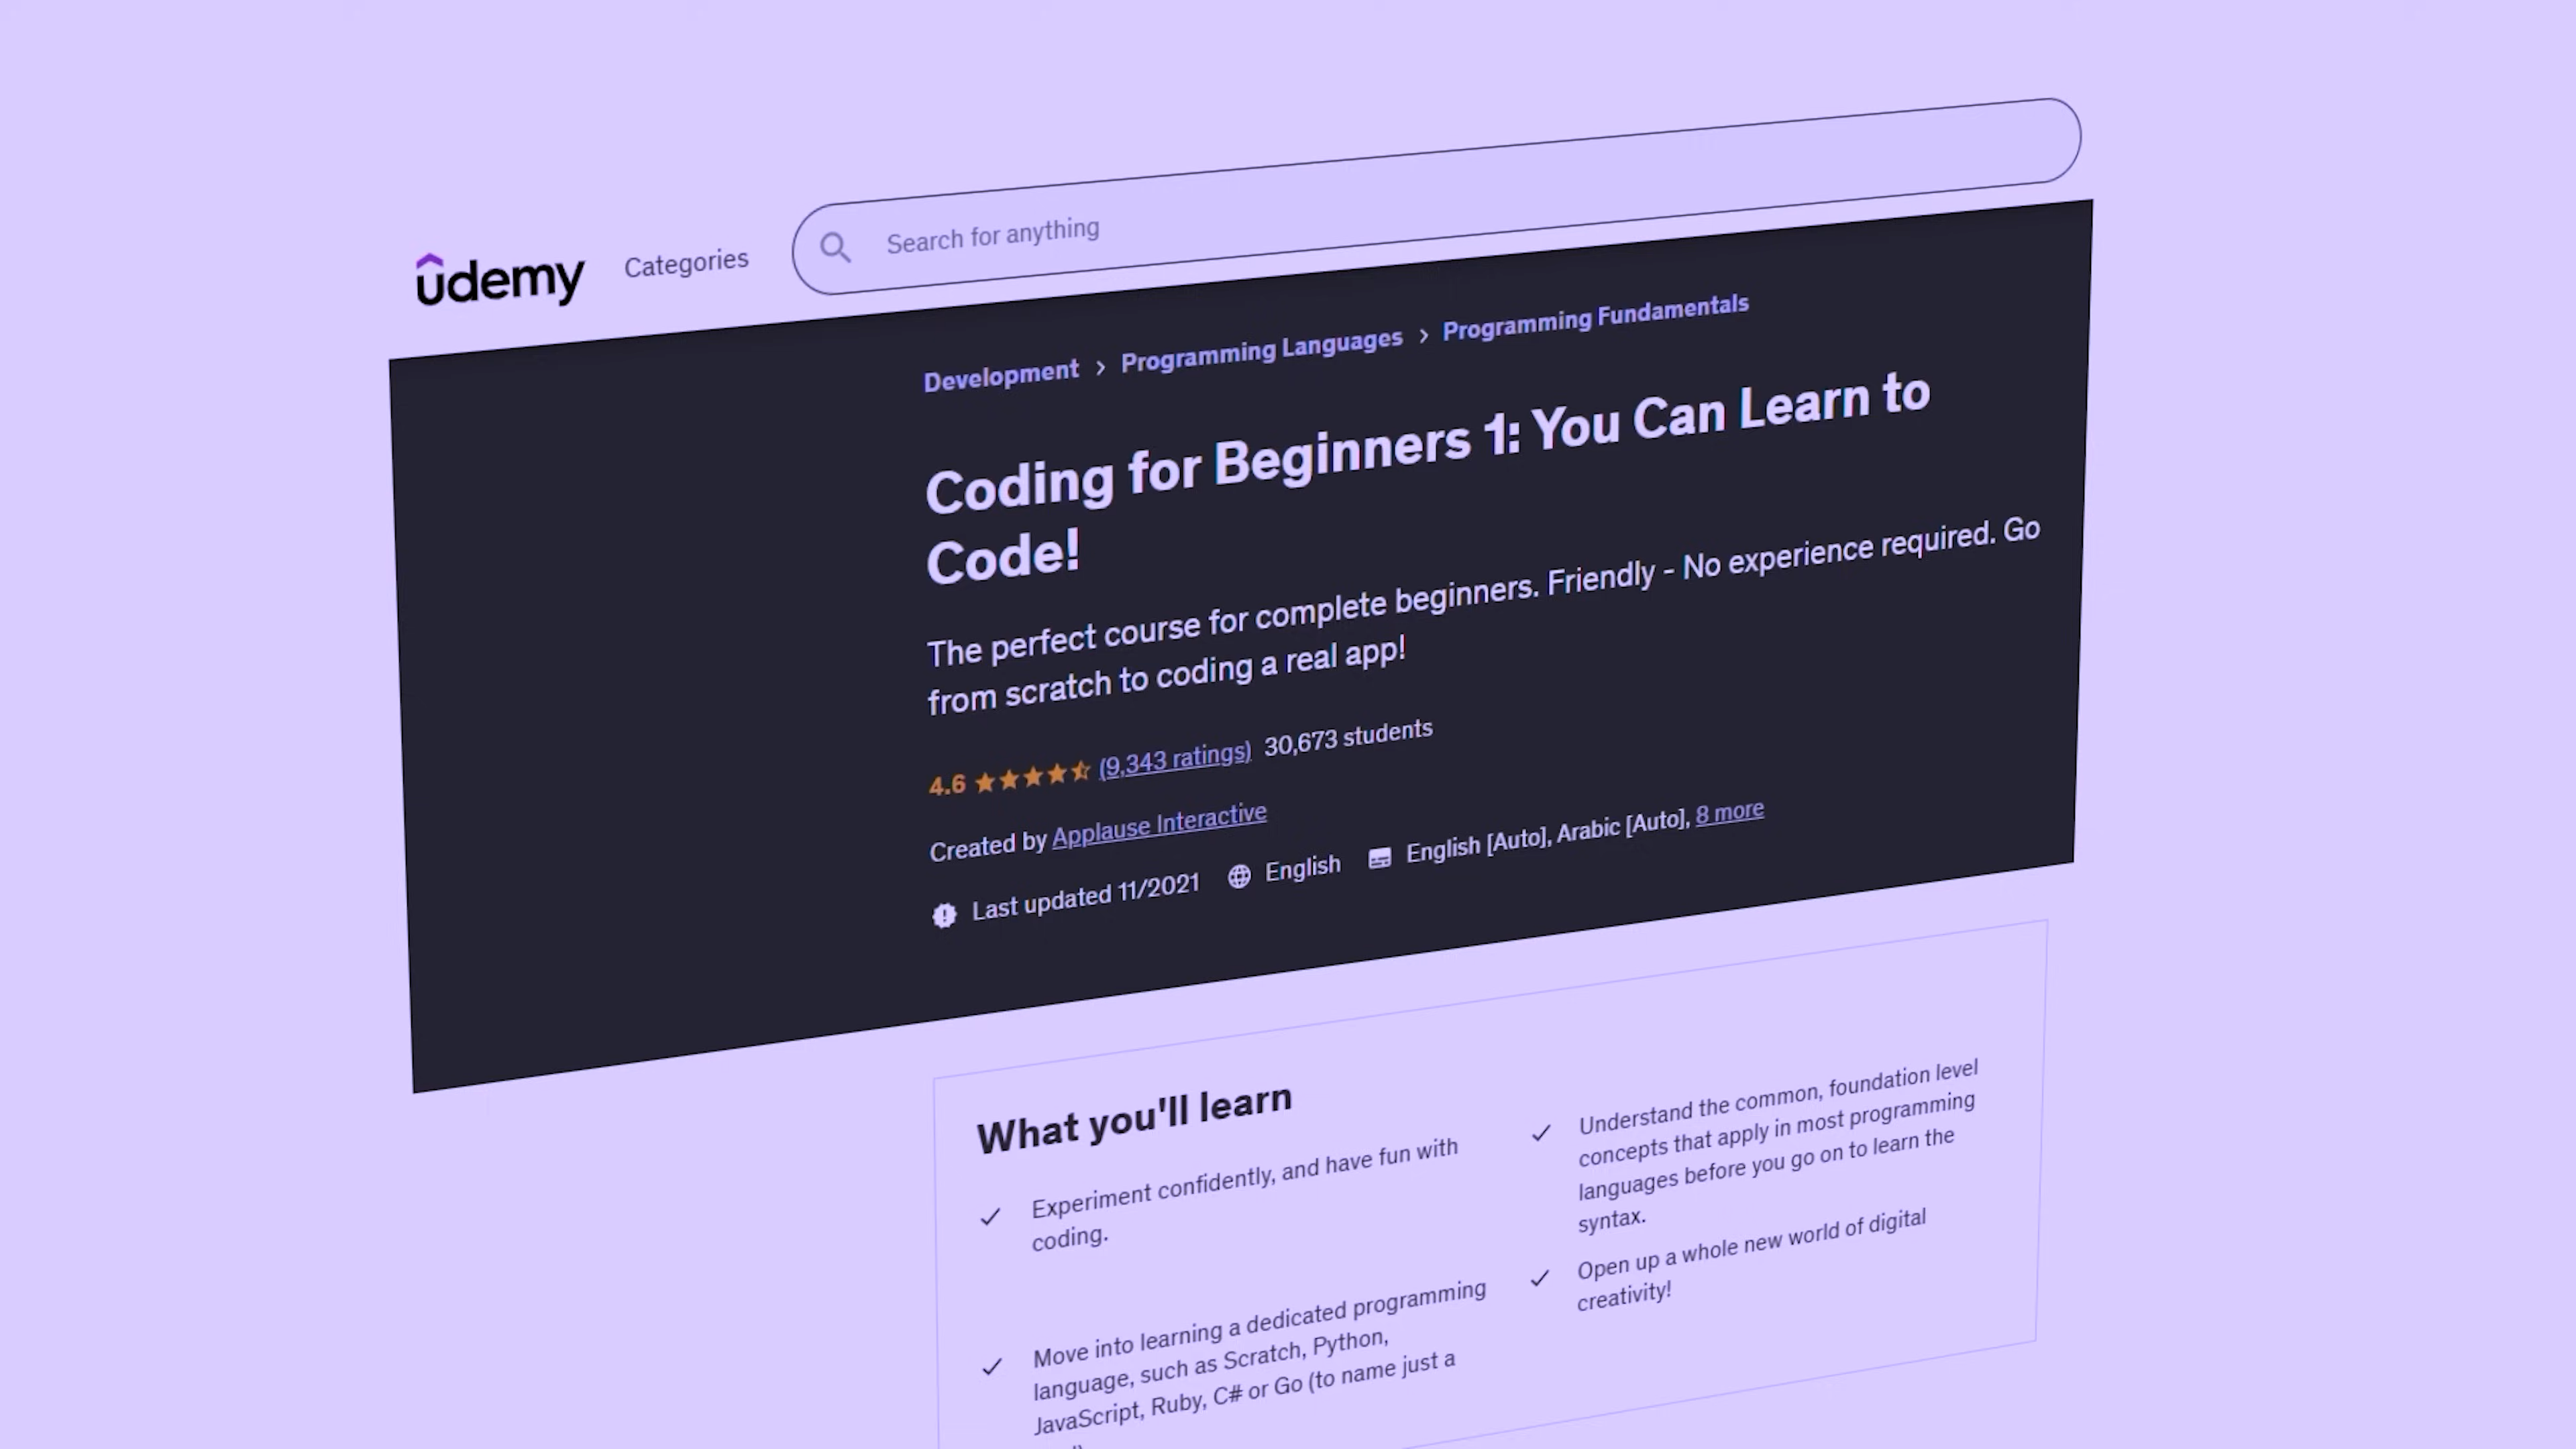 udemy
Categories
Search for anything
Development > Programming Languages > Programming Fundamentals
Coding for Beginners 1: You Can Learn to
Code!
The perfect course for complete beginners. Friendly - No experience required. Go
from scratch to coding a real app!
4.6 (9,343 ratings) 30,673 students
Created by Applause Interactive
Last updated 11/2021 English English [Auto], Arabic [Auto], 8 more
What you'll learn
Experiment confidently, and have fun with
coding.
Move into learning a dedicated programming
language, such as Scratch, Python,
JavaScript, Ruby, C# or Go (to name just a
Understand the common, foundation level
concepts that apply in most programming
languages before you go on to learn the
syntax.
Open up a whole new world of digital
creativity!